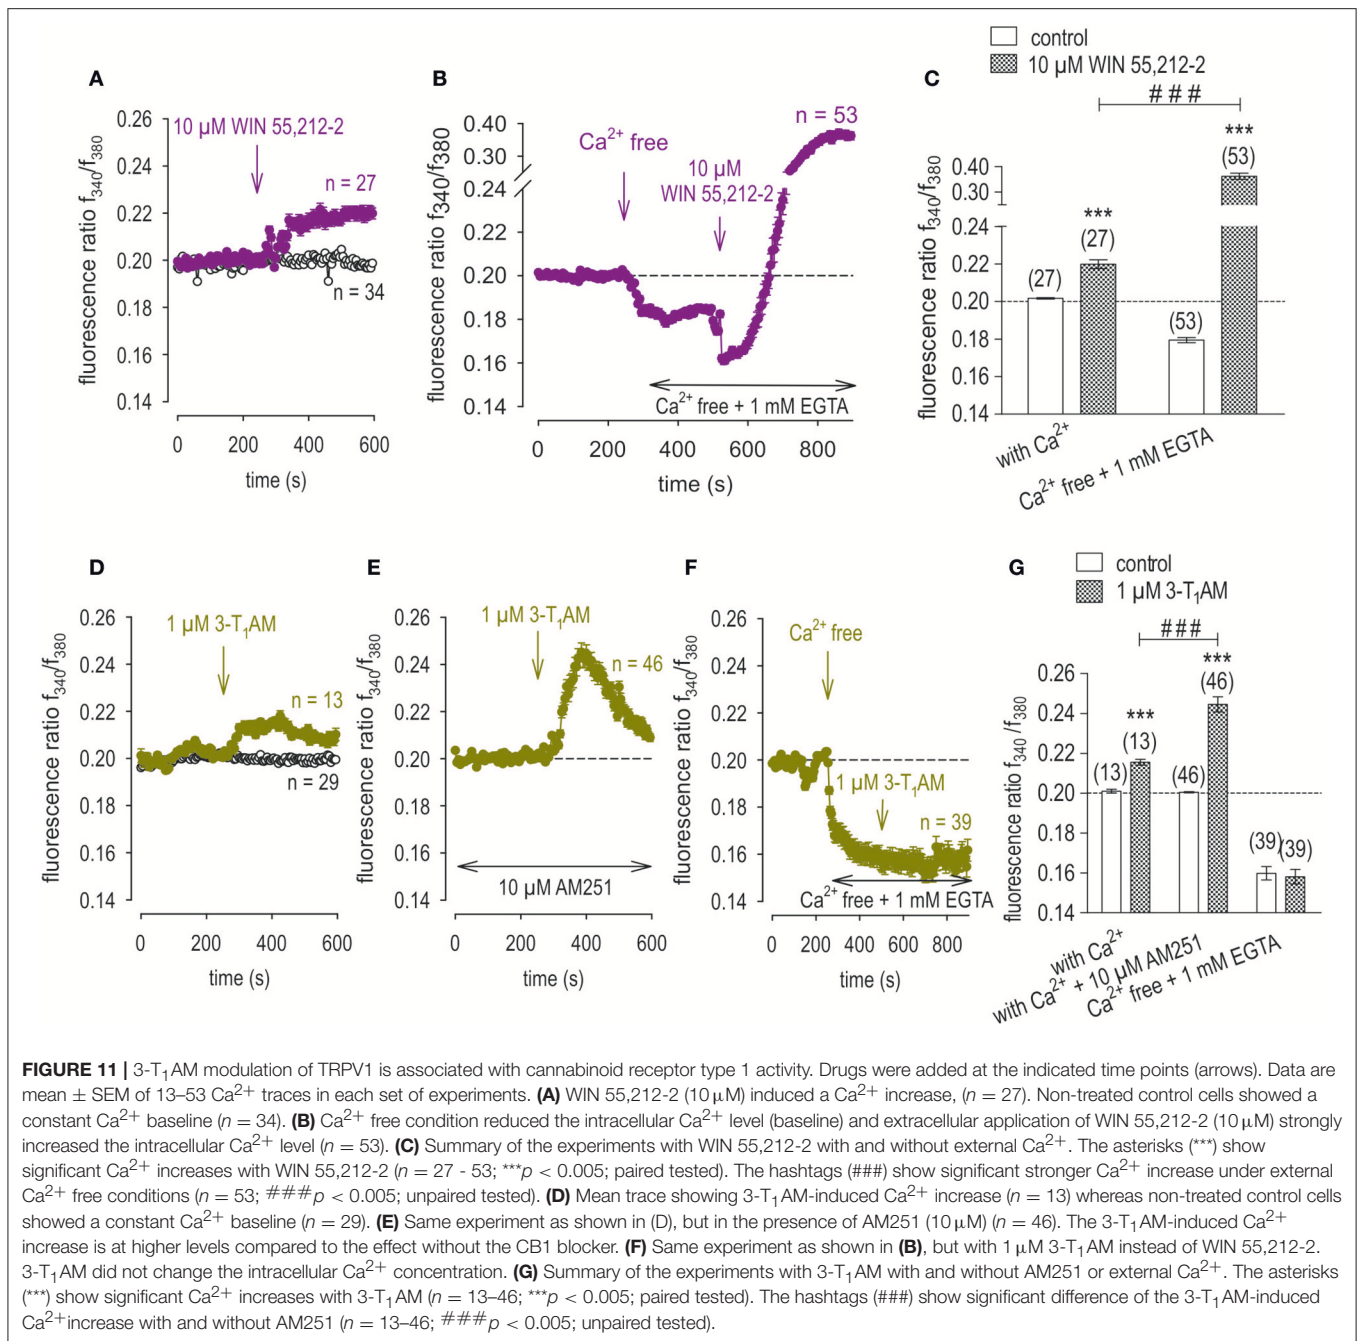 control
10 µM WIN 55,212-2
A
B
C
0.26
0.24
0.22
0.20
0.18
0.16
0.14
fluorescence ratio f340/f380
10 µM WIN 55,212-2
n = 27
n = 34
0 200 400 600
time (s)
0.40
0.30
0.24
0.22
0.20
0.18
0.16
0.14
fluorescence ratio f340/f380
Ca2+ free
10 µM
WIN 55,212-2
n = 53
Ca2+ free + 1 mM EGTA
0 200 400 600 800
time (s)
###
0.40
0.30
0.24
0.22
0.20
0.18
0.16
0.14
fluorescence ratio f340/f380
(27)
***
(27)
(53)
***
(53)
with Ca2+
Ca2+ free + 1 mM EGTA
D
E
F
G
control
1 µM 3-T1AM
0.26
0.24
0.22
0.20
0.18
0.16
0.14
fluorescence ratio f340/f380
1 µM 3-T1AM
n = 13
n = 29
0 200 400 600
time (s)
0.26
0.24
0.22
0.20
0.18
0.16
0.14
fluorescence ratio f340/f380
1 µM 3-T1AM
n = 46
10 µM AM251
0 200 400 600
time (s)
0.26
0.24
0.22
0.20
0.18
0.16
0.14
fluorescence ratio f340/f380
Ca2+ free
1 µM 3-T1AM
n = 39
Ca2+ free + 1 mM EGTA
0 200 400 600 800
time (s)
###
0.26
0.24
0.22
0.20
0.18
0.16
0.14
fluorescence ratio f340/f380
(13)
***
(13)
(46)
***
(46)
(39)
(39)
with Ca2+
with Ca2+ + 10 µM AM251
Ca2+ free + 1 mM EGTA
FIGURE 11 | 3-T1AM modulation of TRPV1 is associated with cannabinoid receptor type 1 activity. Drugs were added at the indicated time points (arrows). Data are
mean ± SEM of 13–53 Ca2+ traces in each set of experiments. (A) WIN 55,212-2 (10 µM) induced a Ca2+ increase, (n = 27). Non-treated control cells showed a
constant Ca2+ baseline (n = 34). (B) Ca2+ free condition reduced the intracellular Ca2+ level (baseline) and extracellular application of WIN 55,212-2 (10 µM) strongly
increased the intracellular Ca2+ level (n = 53). (C) Summary of the experiments with WIN 55,212-2 with and without external Ca2+. The asterisks (***) show
significant Ca2+ increases with WIN 55,212-2 (n = 27 - 53; ***p < 0.005; paired tested). The hashtags (###) show significant stronger Ca2+ increase under external
Ca2+ free conditions (n = 53; ###p < 0.005; unpaired tested). (D) Mean trace showing 3-T1AM-induced Ca2+ increase (n = 13) whereas non-treated control cells
showed a constant Ca2+ baseline (n = 29). (E) Same experiment as shown in (D), but in the presence of AM251 (10 µM) (n = 46). The 3-T1AM-induced Ca2+
increase is at higher levels compared to the effect without the CB1 blocker. (F) Same experiment as shown in (B), but with 1 µM 3-T1AM instead of WIN 55,212-2.
3-T1AM did not change the intracellular Ca2+ concentration. (G) Summary of the experiments with 3-T1AM with and without AM251 or external Ca2+. The asterisks
(***) show significant Ca2+ increases with 3-T1AM (n = 13–46; ***p < 0.005; paired tested). The hashtags (###) show significant difference of the 3-T1AM-induced
Ca2+increase with and without AM251 (n = 13–46; ###p < 0.005; unpaired tested).